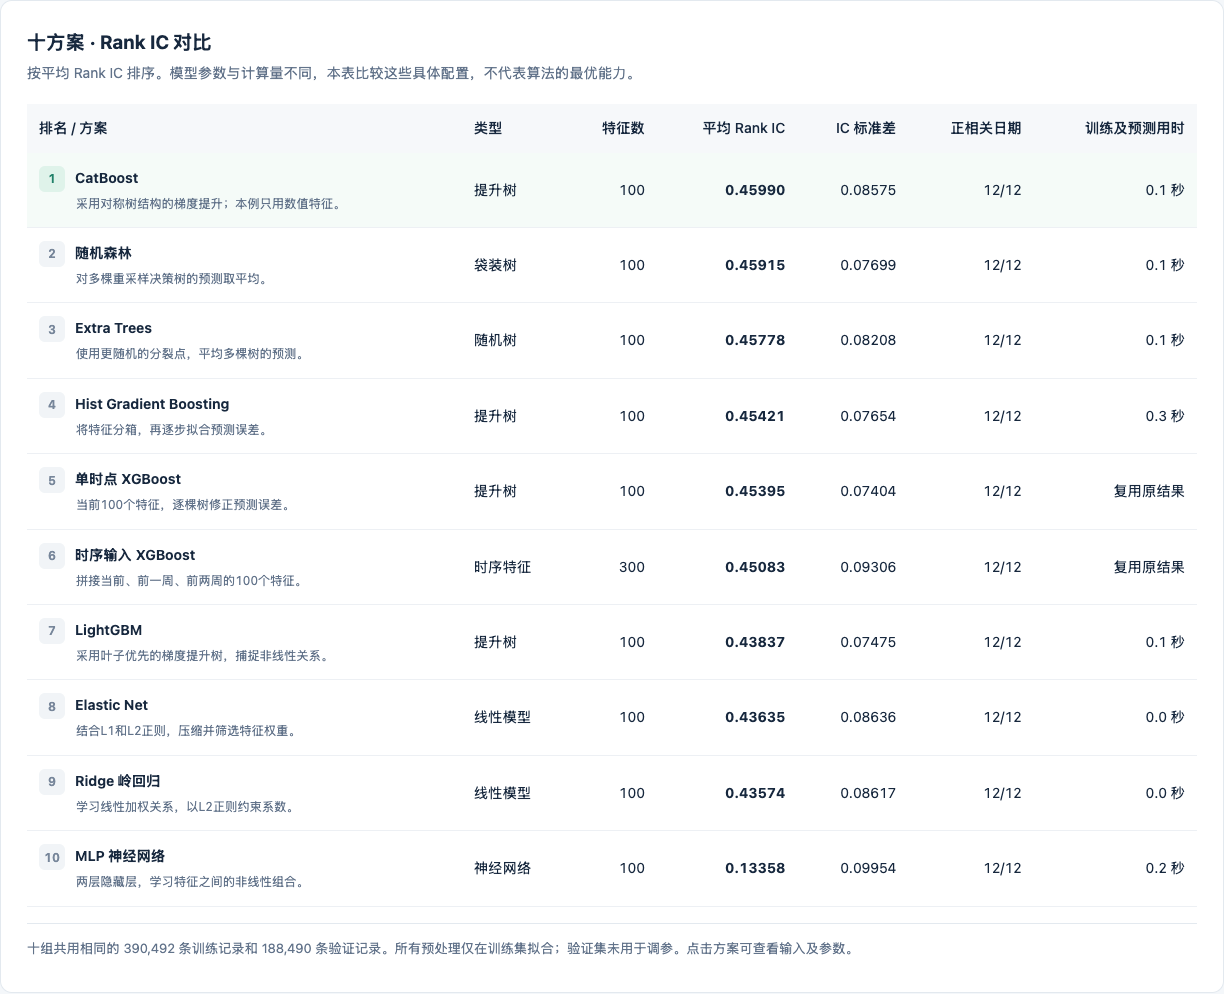 十方案 · Rank IC 对比
按平均 Rank IC 排序。模型参数与计算量不同，本表比较这些具体配置，不代表算法的最优能力。
排名 / 方案 类型 特征数 平均 Rank IC IC 标准差 正相关日期 训练及预测用时
1 CatBoost 提升树 100 0.45990 0.08575 12/12 0.1 秒
采用对称树结构的梯度提升；本例只用数值特征。
2 随机森林 袋装树 100 0.45915 0.07699 12/12 0.1 秒
对多棵重采样决策树的预测取平均。
3 Extra Trees 随机树 100 0.45778 0.08208 12/12 0.1 秒
使用更随机的分裂点，平均多棵树的预测。
4 Hist Gradient Boosting 提升树 100 0.45421 0.07654 12/12 0.3 秒
将特征分箱，再逐步拟合预测误差。
5 单时点 XGBoost 提升树 100 0.45395 0.07404 12/12 复用原结果
当前100个特征，逐棵树修正预测误差。
6 时序输入 XGBoost 时序特征 300 0.45083 0.09306 12/12 复用原结果
拼接当前、前一周、前两周的100个特征。
7 LightGBM 提升树 100 0.43837 0.07475 12/12 0.1 秒
采用叶子优先的梯度提升树，捕捉非线性关系。
8 Elastic Net 线性模型 100 0.43635 0.08636 12/12 0.0 秒
结合L1和L2正则，压缩并筛选特征权重。
9 Ridge 岭回归 线性模型 100 0.43574 0.08617 12/12 0.0 秒
学习线性加权关系，以L2正则约束系数。
10 MLP 神经网络 神经网络 100 0.13358 0.09954 12/12 0.2 秒
两层隐藏层，学习特征之间的非线性组合。
十组共用相同的 390,492 条训练记录和 188,490 条验证记录。所有预处理仅在训练集拟合；验证集未用于调参。点击方案可查看输入及参数。